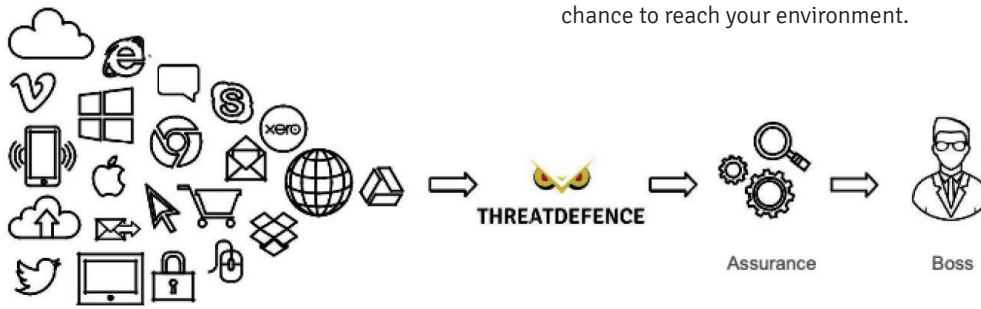 chance to reach your environment.
xero
THREATDEFENCE
Assurance
Boss